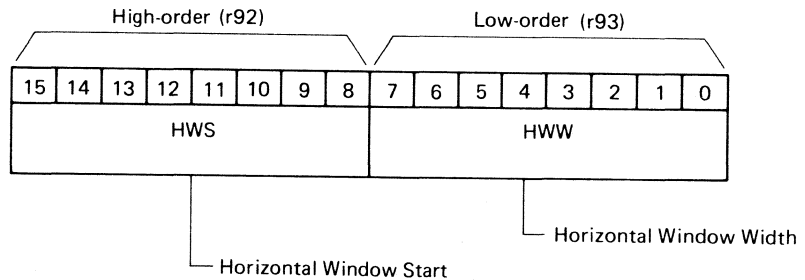 High-order (r92) Low-order (r93)
15 14 13 12 11 10 9 8 7 6 5 4 3 2 1 0
HWS HWW
Horizontal Window Width
Horizontal Window Start